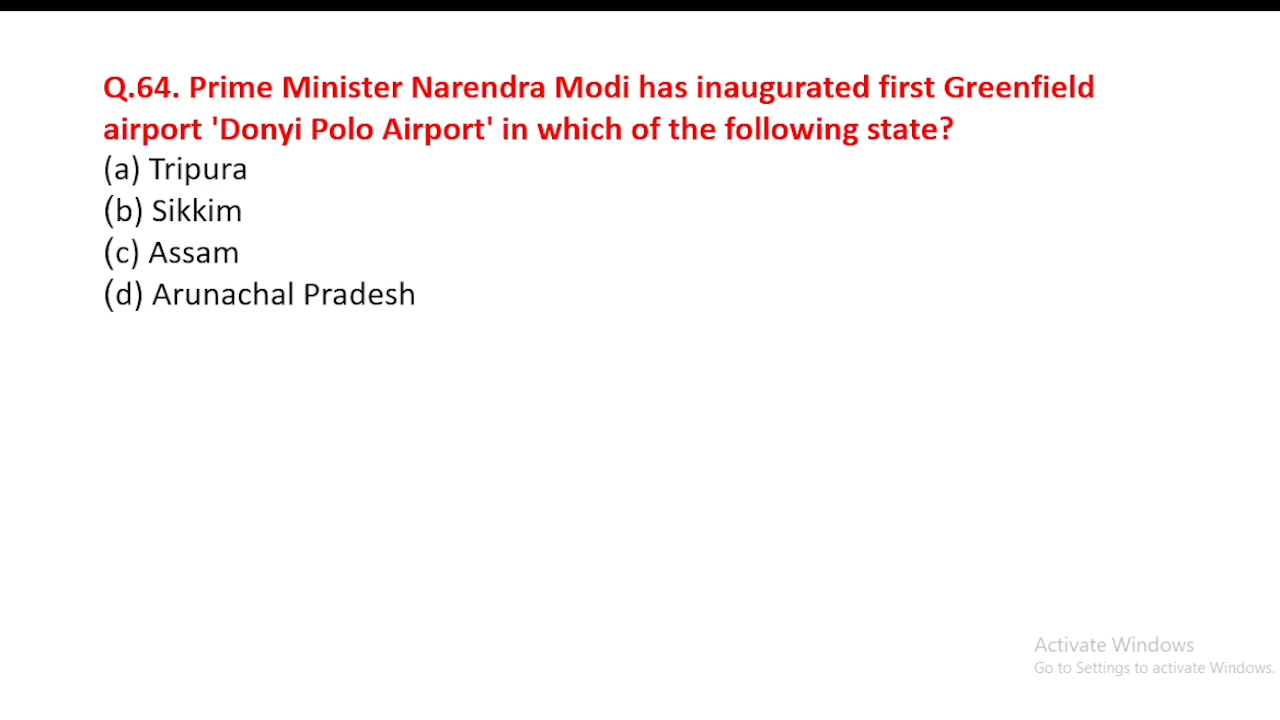 Q.64. Prime Minister Narendra Modi has inaugurated first Greenfield
airport 'Donyi Polo Airport' in which of the following state?
(a) Tripura
(b) Sikkim
(c) Assam
(d) Arunachal Pradesh
Activate Windows
Go to Settings to activate Windows.